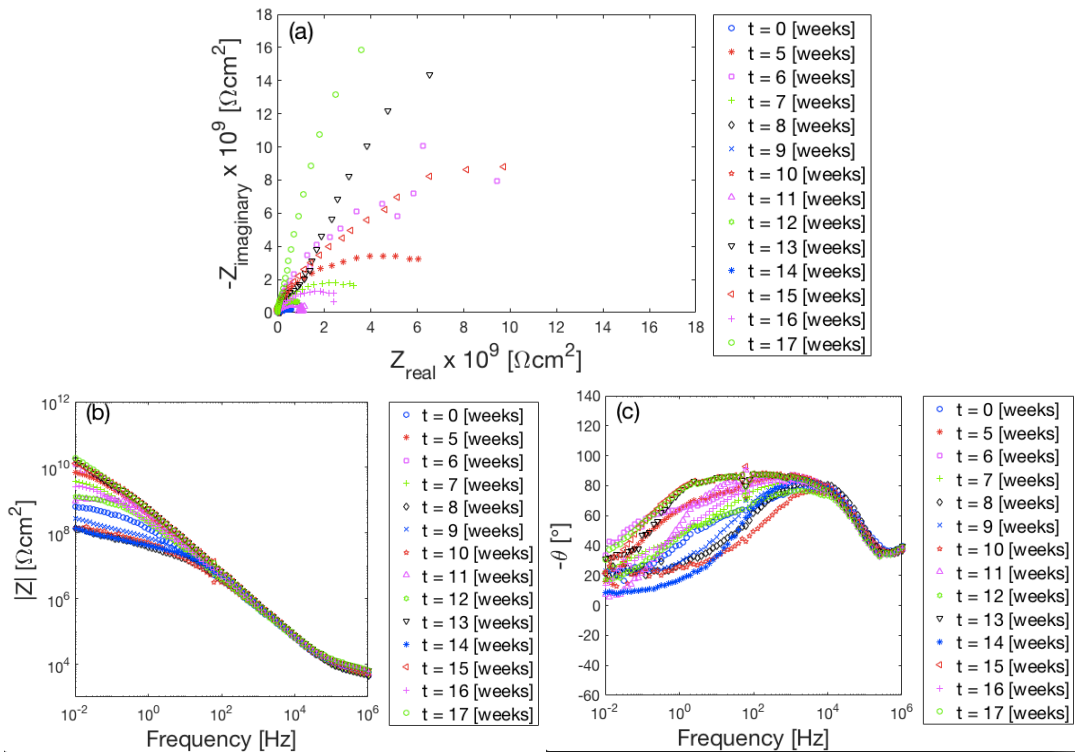 (a)
18
16
14
12
10
8
6
4
2
0
-Z_imaginary x 10^9 [Ωcm^2]
0 2 4 6 8 10 12 14 16 18
Z_real x 10^9 [Ωcm^2]
t = 0 [weeks]
t = 5 [weeks]
t = 6 [weeks]
t = 7 [weeks]
t = 8 [weeks]
t = 9 [weeks]
t = 10 [weeks]
t = 11 [weeks]
t = 12 [weeks]
t = 13 [weeks]
t = 14 [weeks]
t = 15 [weeks]
t = 16 [weeks]
t = 17 [weeks]
(b)
10^12
10^10
10^8
10^6
10^4
|Z| [Ωcm^2]
10^-2 10^0 10^2 10^4 10^6
Frequency [Hz]
t = 0 [weeks]
t = 5 [weeks]
t = 6 [weeks]
t = 7 [weeks]
t = 8 [weeks]
t = 9 [weeks]
t = 10 [weeks]
t = 11 [weeks]
t = 12 [weeks]
t = 13 [weeks]
t = 14 [weeks]
t = 15 [weeks]
t = 16 [weeks]
t = 17 [weeks]
(c)
140
120
100
80
60
40
20
0
-20
-40
-60
-θ [°]
10^-2 10^0 10^2 10^4 10^6
Frequency [Hz]
t = 0 [weeks]
t = 5 [weeks]
t = 6 [weeks]
t = 7 [weeks]
t = 8 [weeks]
t = 9 [weeks]
t = 10 [weeks]
t = 11 [weeks]
t = 12 [weeks]
t = 13 [weeks]
t = 14 [weeks]
t = 15 [weeks]
t = 16 [weeks]
t = 17 [weeks]